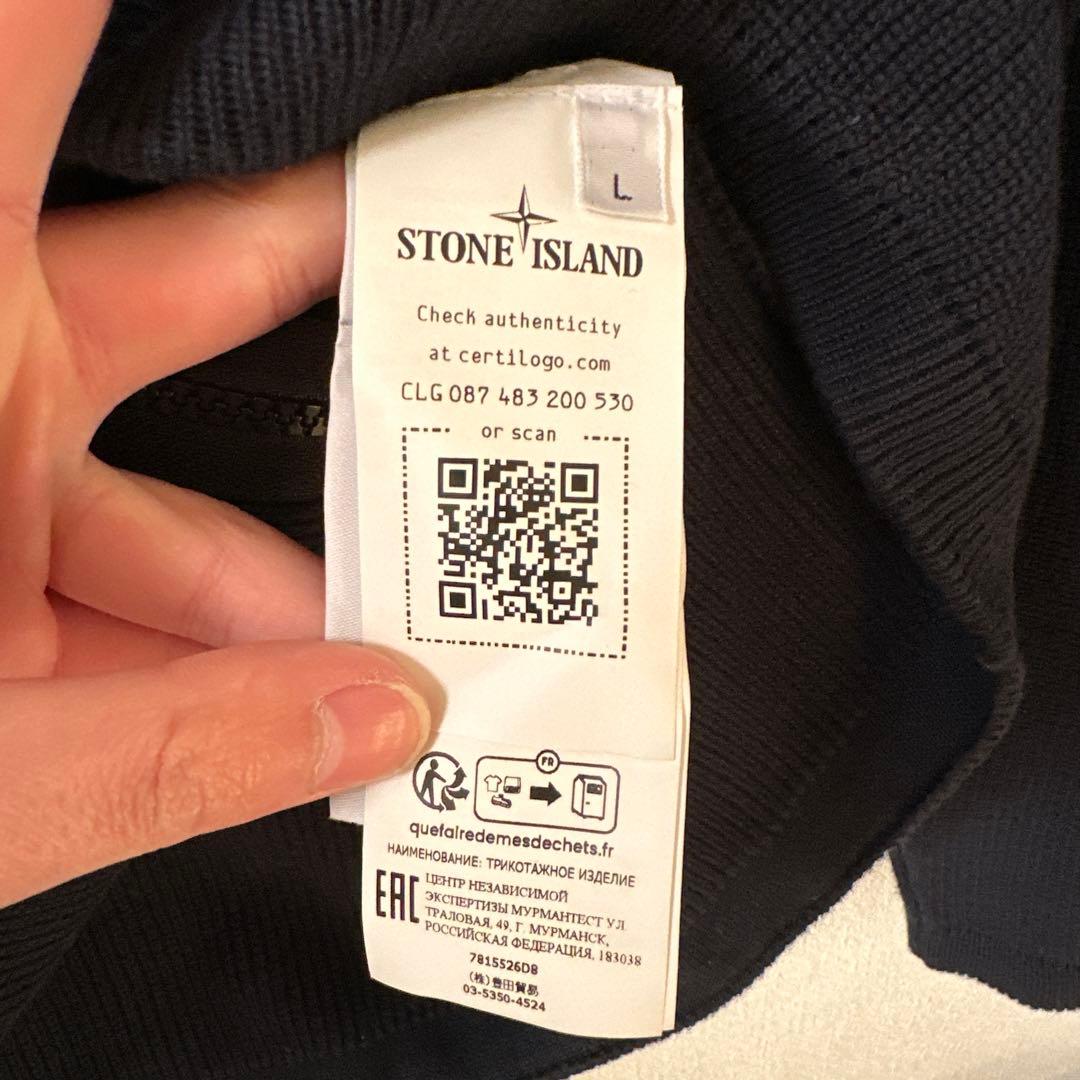 L
STONE ISLAND
Check authenticity
at certilogo.com
CLG 087 483 200 530
or scan
FR
quefairedemesdechets.fr
НАИМЕНОВАНИЕ: ТРИКОТАЖНОЕ ИЗДЕЛИЕ
EAC
ЦЕНТР НЕЗАВИСИМОЙ
ЭКСПЕРТИЗЫ МУРМАНТЕСТ УЛ.
ТРАЛОВАЯ, 49, Г. МУРМАНСК,
РОССИЙСКАЯ ФЕДЕРАЦИЯ, 183038
7815526D8
(株)豊田貿易
03-5350-4524